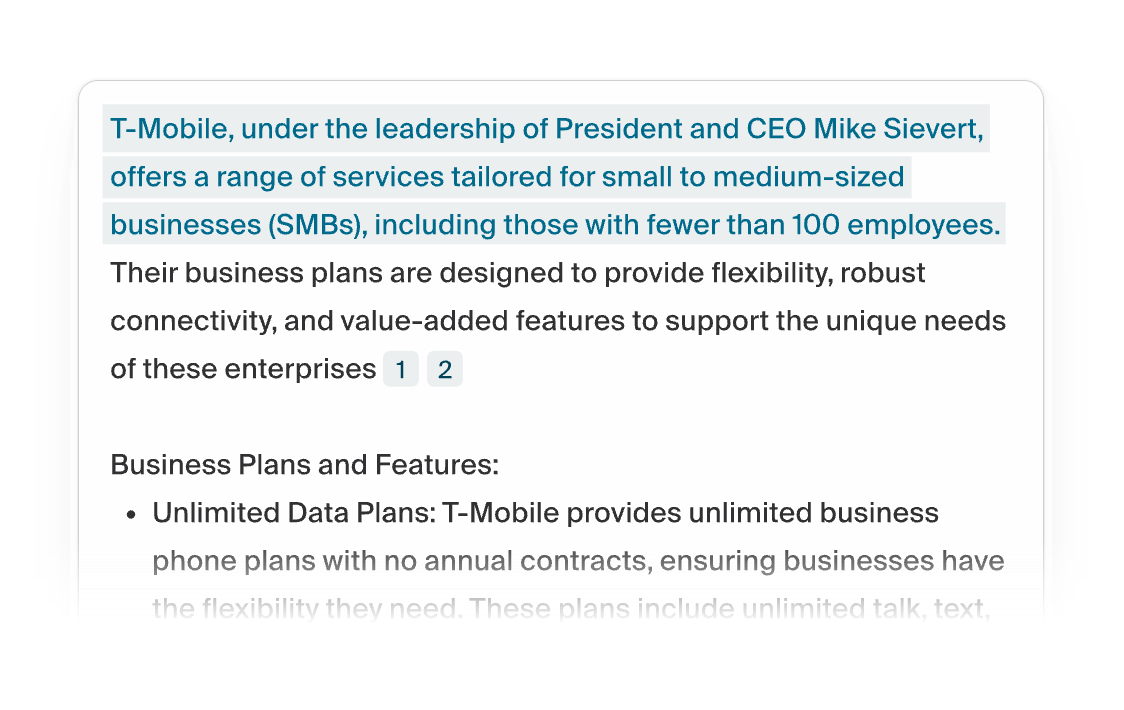 T-Mobile, under the leadership of President and CEO Mike Sievert,
offers a range of services tailored for small to medium-sized
businesses (SMBs), including those with fewer than 100 employees.
Their business plans are designed to provide flexibility, robust
connectivity, and value-added features to support the unique needs
of these enterprises 1 2
Business Plans and Features:
• Unlimited Data Plans: T-Mobile provides unlimited business
phone plans with no annual contracts, ensuring businesses have
the flexibility they need. These plans include unlimited talk, text,